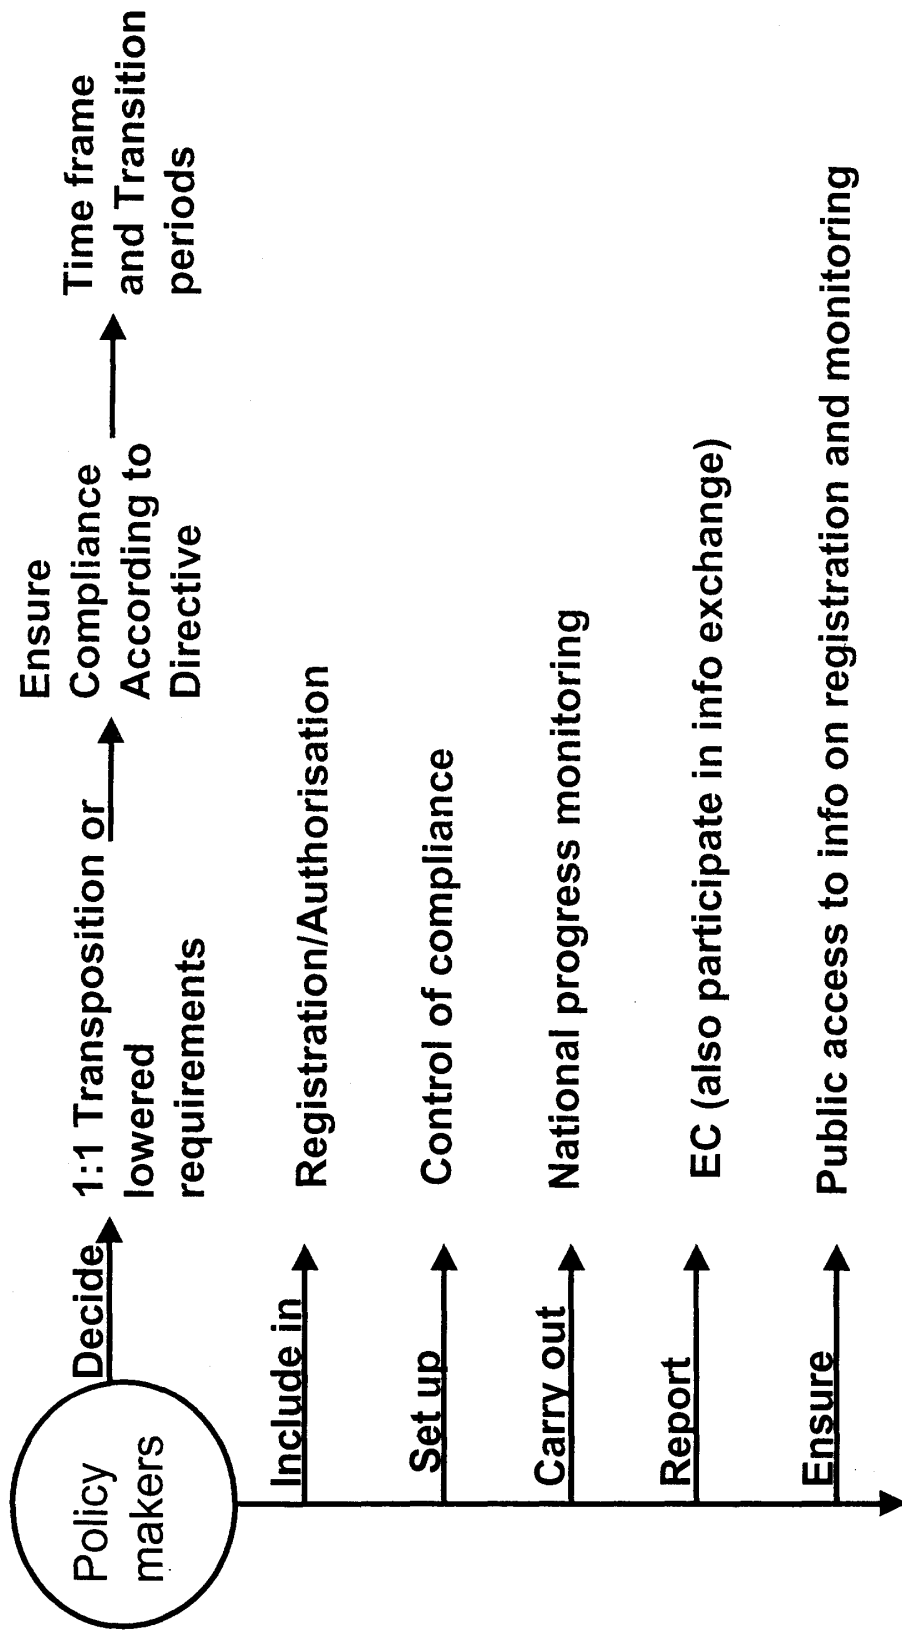 Policy
makers
Decide
1:1 Transposition or
lowered
requirements
Ensure
Compliance
According to
Directive
Time frame
and Transition
periods
Include in
Registration/Authorisation
Set up
Control of compliance
Carry out
National progress monitoring
Report
EC (also participate in info exchange)
Ensure
Public access to info on registration and monitoring